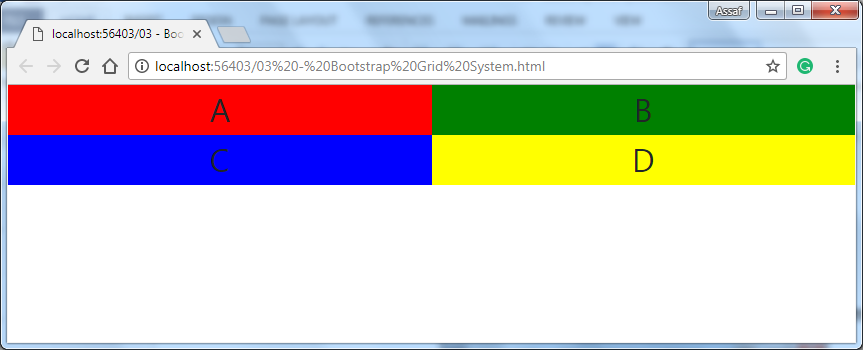 Assaf
localhost:56403/03 - Boo
localhost:56403/03%20-%20Bootstrap%20Grid%20System.html
A B
C D